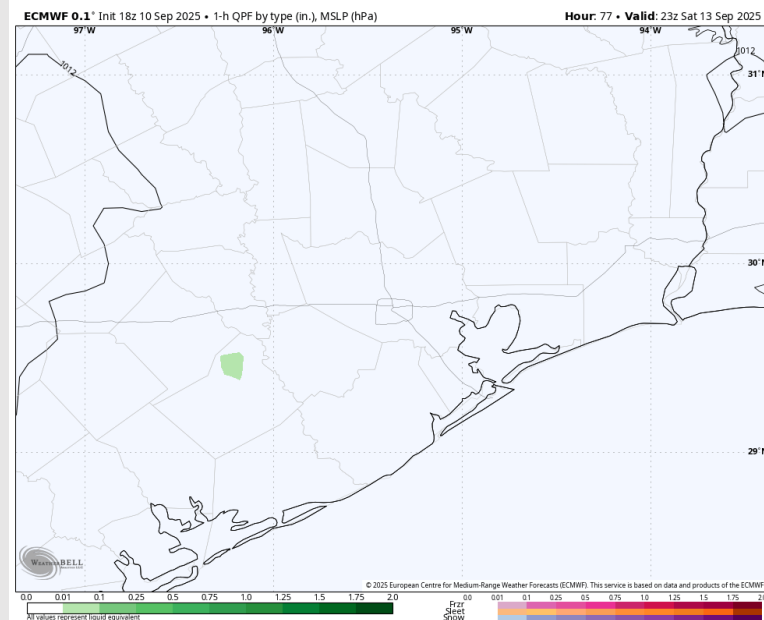 ECMWF 0.1° Init 18z 10 Sep 2025 • 1-h QPF by type (in.), MSLP (hPa)
Hour: 77 • Valid: 23z Sat 13 Sep 2025
97°W 96°W 95°W 94°W
1012
1012
31°N
30°N
29°N
WEATHERBELL
© 2025 European Centre for Medium-Range Weather Forecasts (ECMWF). This service is based on data and products of the ECMWF
0.0 0.01 0.1 0.25 0.5 0.75 1.0 1.25 1.5 1.75 2.0
All values represent liquid equivalent
0.0 0.01 0.1 0.25 0.5 0.75 1.0 1.25 1.5 1.75
Frzr
Sleet
Snow